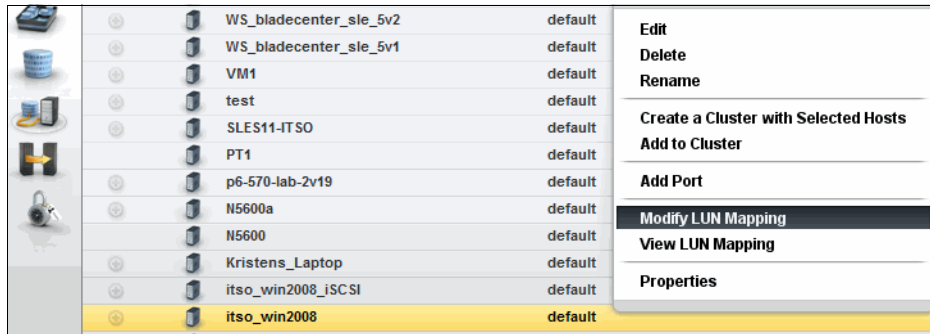 WS_bladecenter_sle_5v2 default
WS_bladecenter_sle_5v1 default
VM1 default
test default
SLES11-ITSO default
PT1 default
p6-570-lab-2v19 default
N5600a default
N5600 default
Kristens_Laptop default
itso_win2008_iSCSI default
itso_win2008 default
Edit
Delete
Rename
Create a Cluster with Selected Hosts
Add to Cluster
Add Port
Modify LUN Mapping
View LUN Mapping
Properties